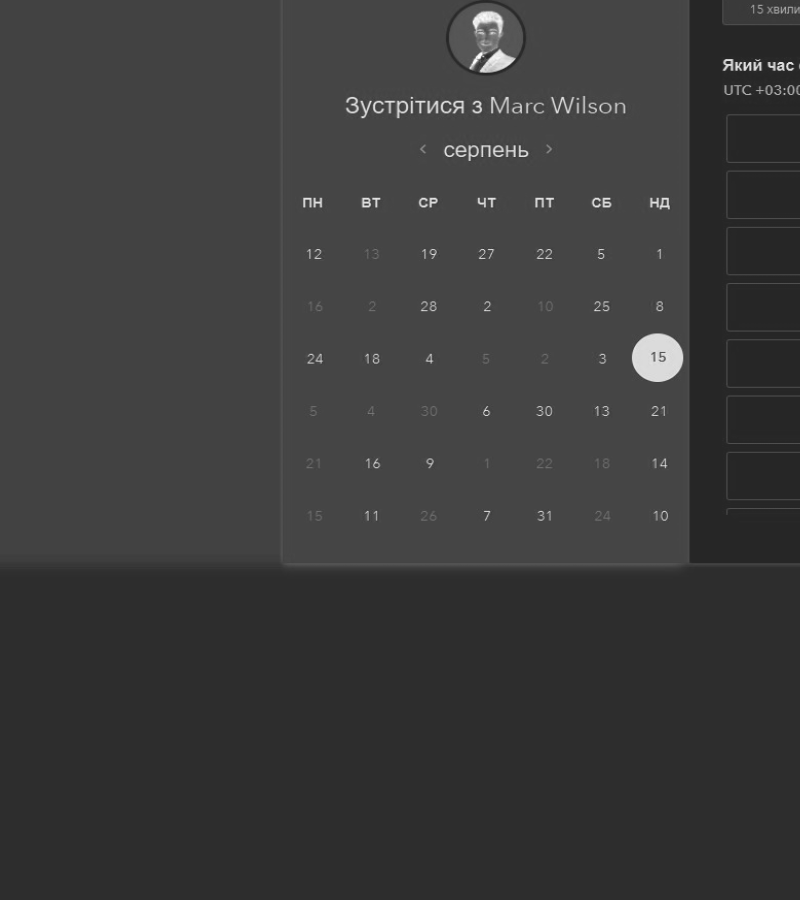 15 хвили
Зустрітися з Marc Wilson
Який час
UTC +03:00
< серпень >
ПН ВТ СР ЧТ ПТ СБ НД
12 13 19 27 22 5 1
16 2 28 2 10 25 8
24 18 4 5 2 3 15
5 4 30 6 30 13 21
21 16 9 1 22 18 14
15 11 26 7 31 24 10